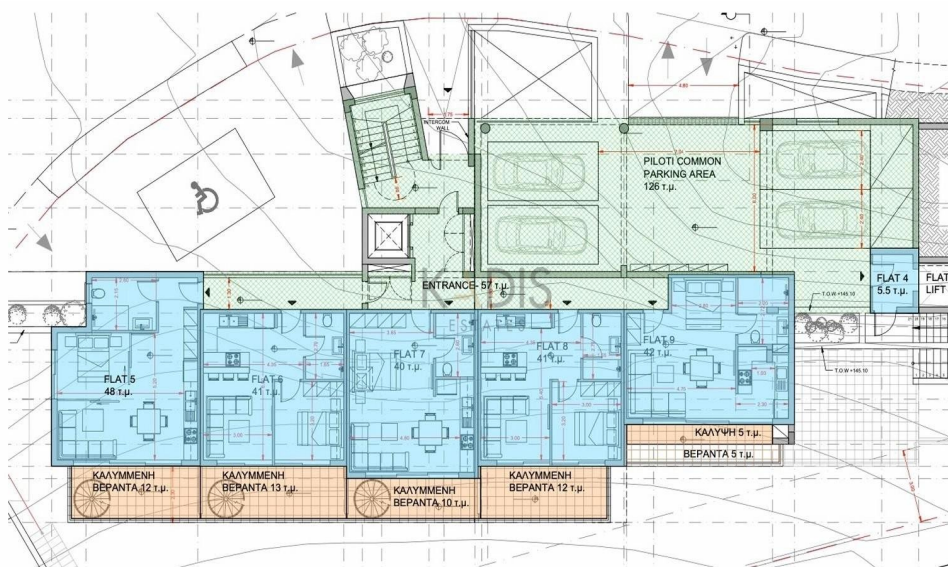 INTERCOM
WALL
PILOTI COMMON
PARKING AREA
126 τ.μ.
ENTRANCE- 57 τ.μ.
KADIS
ESTATES
FLAT 4
5.5 τ.μ.
FLAT
LIFT
T.O.W +145.10
T.O.W +145.10
FLAT 5
48 τ.μ.
FLAT 6
41 τ.μ.
FLAT 7
40 τ.μ.
FLAT 8
41 τ.μ.
FLAT 9
42 τ.μ.
ΚΑΛΥΨΗ 5 τ.μ.
ΒΕΡΑΝΤΑ 5 τ.μ.
ΚΑΛΥΜΜΕΝΗ
ΒΕΡΑΝΤΑ 12 τ.μ.
ΚΑΛΥΜΜΕΝΗ
ΒΕΡΑΝΤΑ 13 τ.μ.
ΚΑΛΥΜΜΕΝΗ
ΒΕΡΑΝΤΑ 10 τ.μ.
ΚΑΛΥΜΜΕΝΗ
ΒΕΡΑΝΤΑ 12 τ.μ.